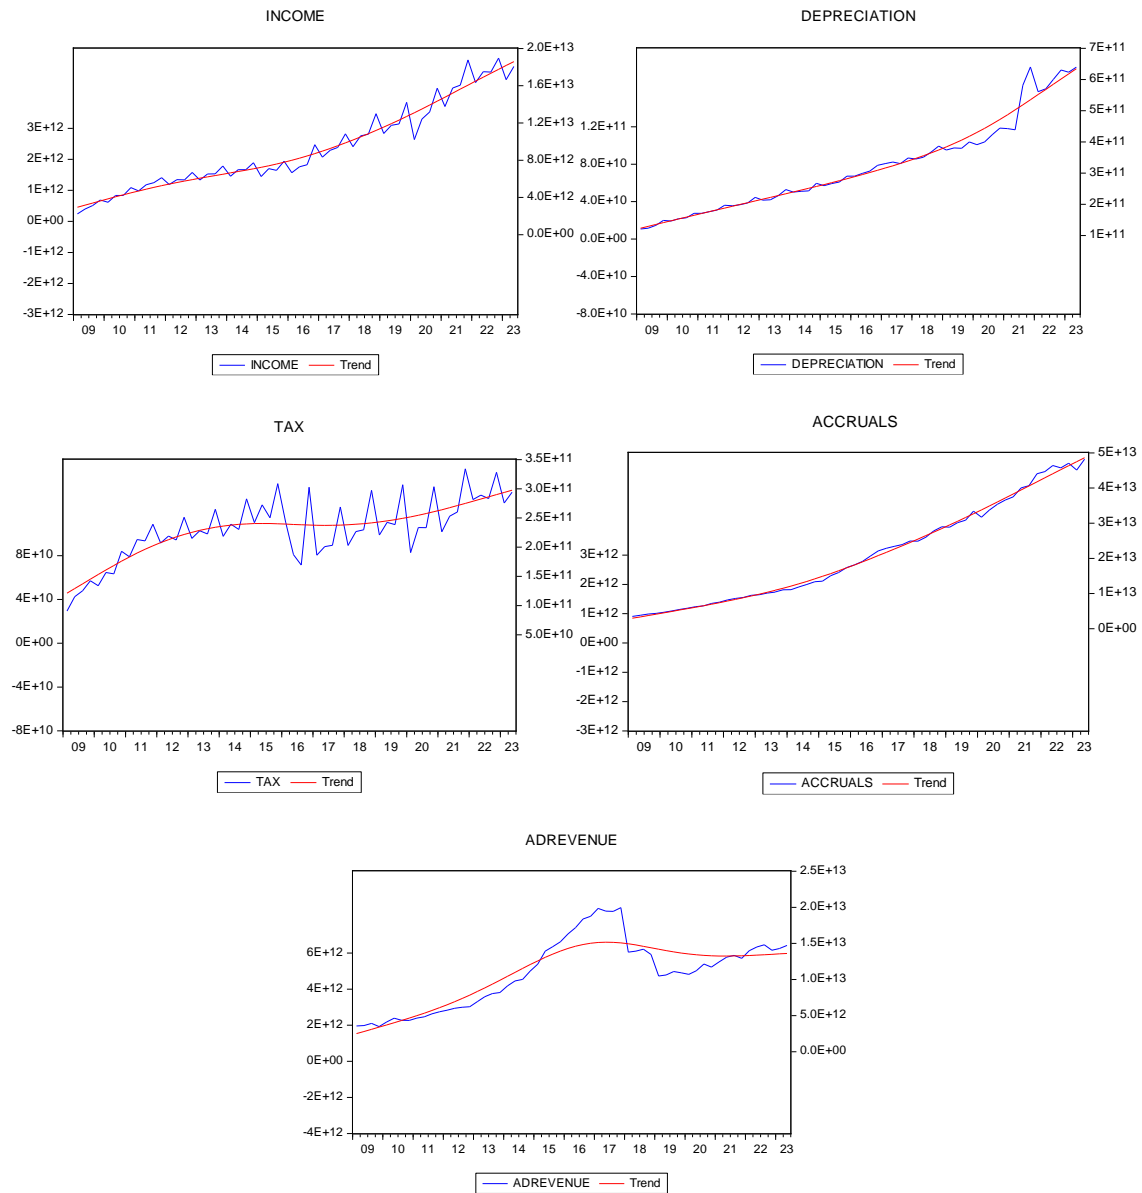 INCOME
2.0E+13
1.6E+13
1.2E+13
8.0E+12
4.0E+12
0.0E+00
3E+12
2E+12
1E+12
0E+00
-1E+12
-2E+12
-3E+12
09 10 11 12 13 14 15 16 17 18 19 20 21 22 23
INCOME Trend
DEPRECIATION
7E+11
6E+11
5E+11
4E+11
3E+11
2E+11
1E+11
1.2E+11
8.0E+10
4.0E+10
0.0E+00
-4.0E+10
-8.0E+10
09 10 11 12 13 14 15 16 17 18 19 20 21 22 23
DEPRECIATION Trend
TAX
3.5E+11
3.0E+11
2.5E+11
2.0E+11
1.5E+11
1.0E+11
5.0E+10
8E+10
4E+10
0E+00
-4E+10
-8E+10
09 10 11 12 13 14 15 16 17 18 19 20 21 22 23
TAX Trend
ACCRUALS
5E+13
4E+13
3E+13
2E+13
1E+13
0E+00
3E+12
2E+12
1E+12
0E+00
-1E+12
-2E+12
-3E+12
09 10 11 12 13 14 15 16 17 18 19 20 21 22 23
ACCRUALS Trend
ADREVENUE
2.5E+13
2.0E+13
1.5E+13
1.0E+13
5.0E+12
0.0E+00
6E+12
4E+12
2E+12
0E+00
-2E+12
-4E+12
09 10 11 12 13 14 15 16 17 18 19 20 21 22 23
ADREVENUE Trend